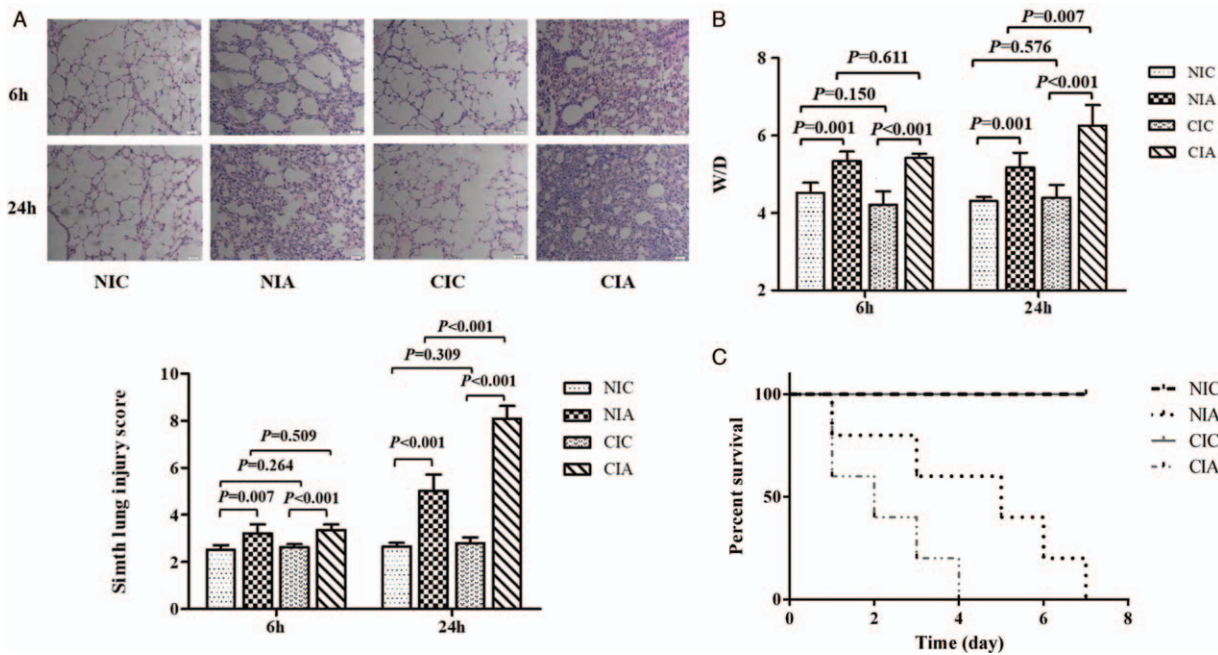 A
6h
24h
NIC NIA CIC CIA
Simth lung injury score
10
8
6
4
2
0
P<0.001
P=0.309
P<0.001
P<0.001
P=0.509
P=0.264
P=0.007 P<0.001
6h 24h
NIC
NIA
CIC
CIA
B
W/D
8
6
4
2
P=0.007
P=0.576
P=0.611
P<0.001
P=0.150
P=0.001 P<0.001 P=0.001
6h 24h
NIC
NIA
CIC
CIA
C
Percent survival
100
50
0
0 2 4 6 8
Time (day)
NIC
NIA
CIC
CIA